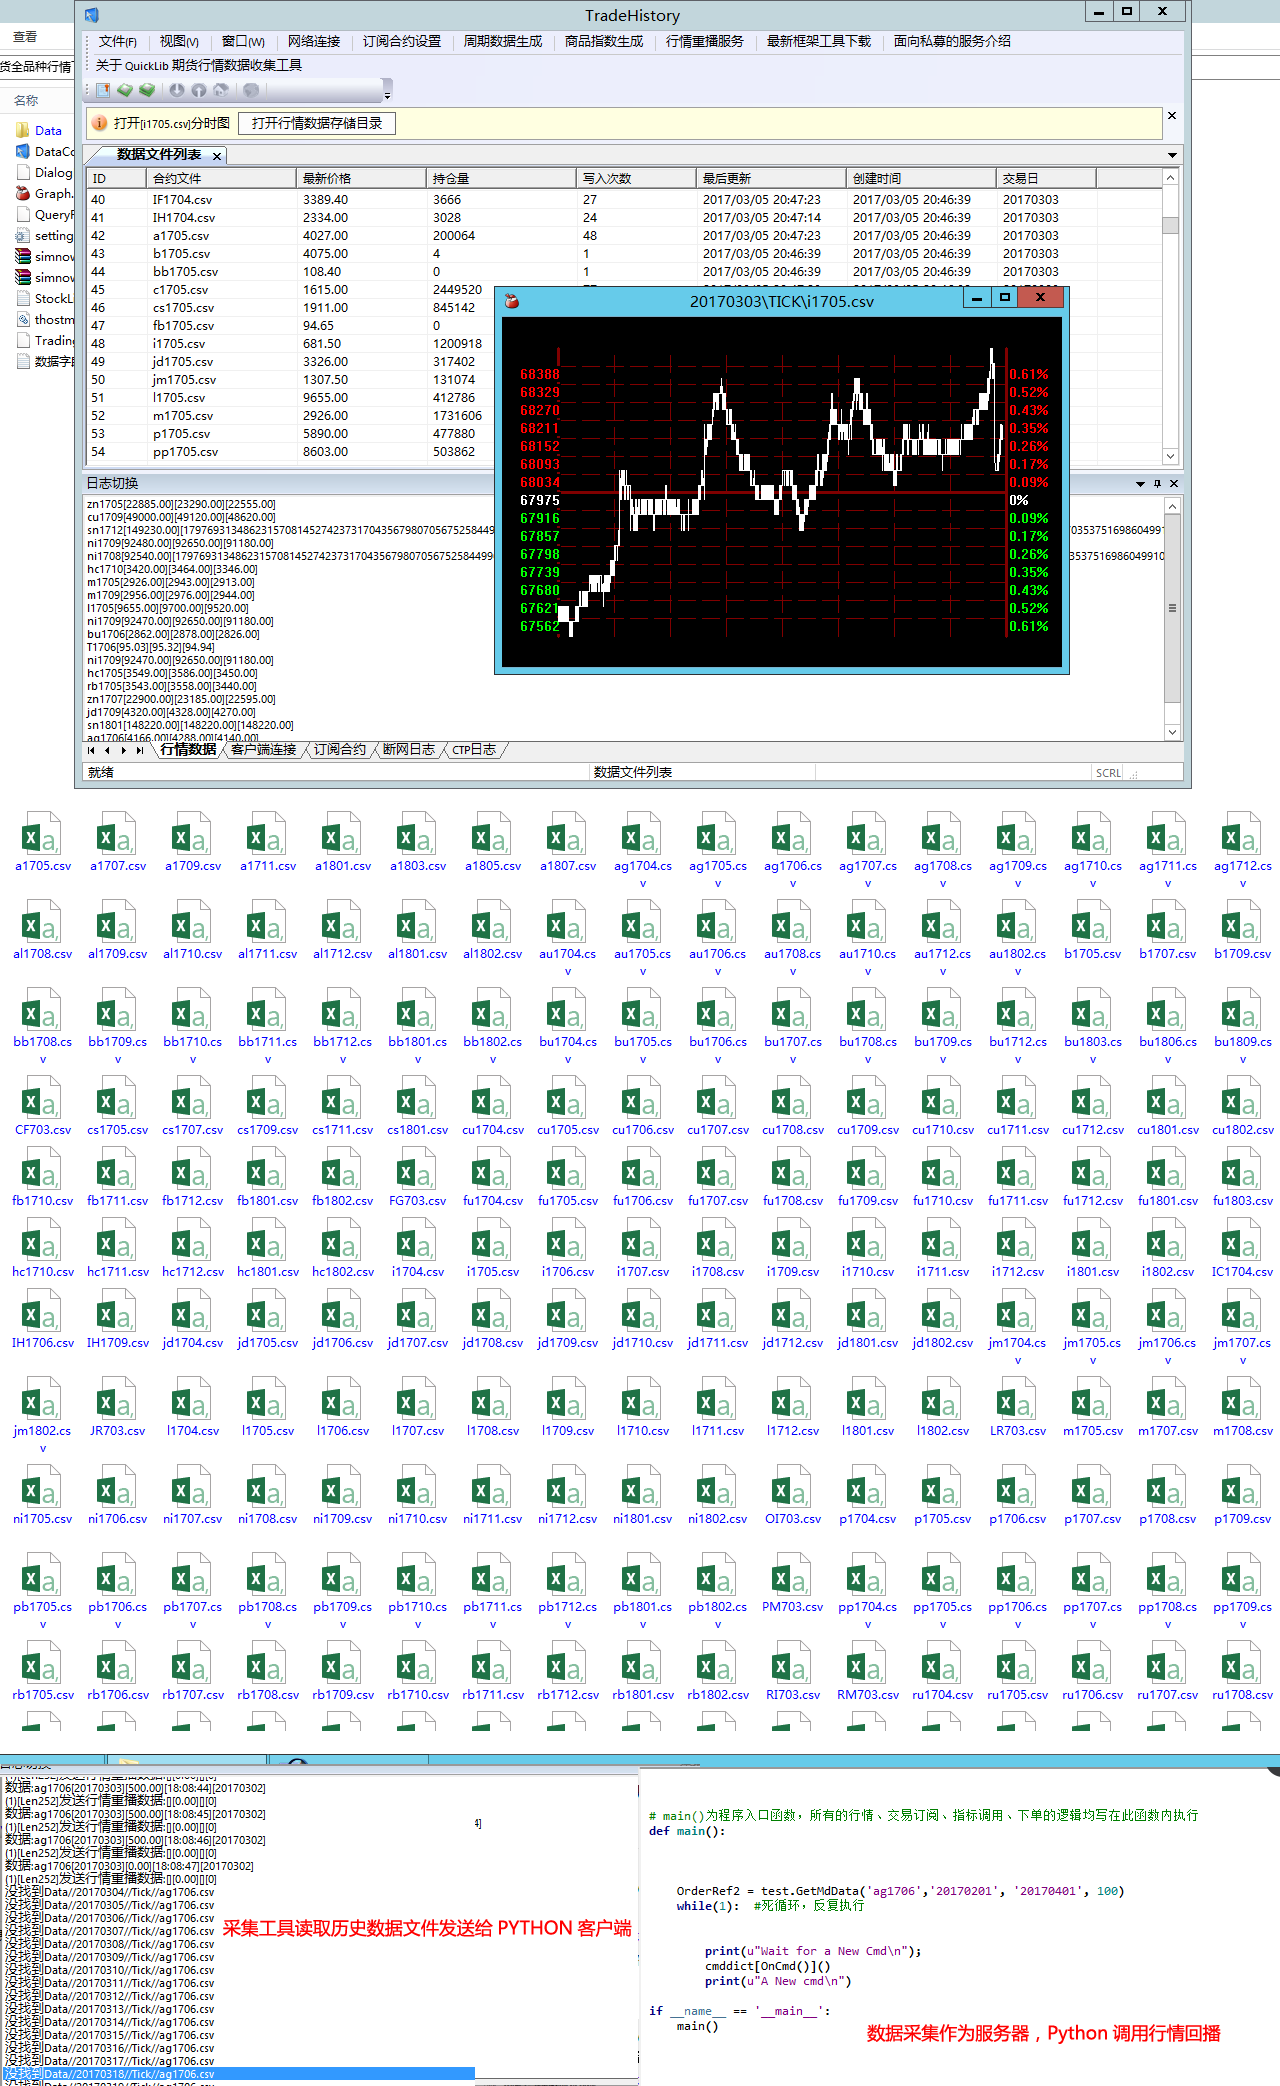 TradeHistory
查看
文件(F) 视图(V) 窗口(W) 网络连接 订阅合约设置 周期数据生成 商品指数生成 行情重播服务 最新框架工具下载 面向私募的服务介绍
货全品种行情
关于 QuickLib 期货行情数据收集工具
名称
Data
DataCo
Dialog
Graph.
QueryF
setting
simnow
simnow
StockLi
thostm
Trading
打开[i1705.csv]分时图 打开行情数据存储目录
数据文件列表
ID 合约文件 最新价格 持仓量 写入次数 最后更新 创建时间 交易日
40 IF1704.csv 3389.40 3666 27 2017/03/05 20:47:23 2017/03/05 20:46:39 20170303
41 IH1704.csv 2334.00 3028 24 2017/03/05 20:47:14 2017/03/05 20:46:39 20170303
42 a1705.csv 4027.00 200064 48 2017/03/05 20:47:23 2017/03/05 20:46:39 20170303
43 b1705.csv 4075.00 4 1 2017/03/05 20:46:39 2017/03/05 20:46:39 20170303
44 bb1705.csv 108.40 0 1 2017/03/05 20:46:39 2017/03/05 20:46:39 20170303
45 c1705.csv 1615.00 2449520
46 cs1705.csv 1911.00 845142
47 fb1705.csv 94.65 0
48 i1705.csv 681.50 1200918
49 jd1705.csv 3326.00 317402
50 jm1705.csv 1307.50 131074
51 l1705.csv 9655.00 412786
52 m1705.csv 2926.00 1731606
53 p1705.csv 5890.00 477880
54 pp1705.csv 8603.00 503862
20170303\TICK\i1705.csv
68388 0.61%
68329 0.52%
68270 0.43%
68211 0.35%
68152 0.26%
68093 0.17%
68034 0.09%
67975 0%
67916 0.09%
67857 0.17%
67798 0.26%
67739 0.35%
67680 0.43%
67621 0.52%
67562 0.61%
日志切换
zn1705[22885.00][23290.00][22555.00]
cu1709[49000.00][49120.00][48620.00]
ni1709[92480.00][92650.00][91180.00]
hc1710[3420.00][3464.00][3346.00]
m1705[2926.00][2943.00][2913.00]
m1709[2956.00][2976.00][2944.00]
l1705[9655.00][9700.00][9520.00]
ni1709[92470.00][92650.00][91180.00]
bu1706[2862.00][2878.00][2826.00]
T1706[95.03][95.32][94.94]
ni1709[92470.00][92650.00][91180.00]
hc1705[3549.00][3586.00][3450.00]
rb1705[3543.00][3558.00][3440.00]
zn1707[22900.00][23185.00][22595.00]
jd1709[4320.00][4328.00][4270.00]
sn1801[148220.00][148220.00][148220.00]
ag1706[4166.00][4288.00][4140.00]
行情数据 客户端连接 订阅合约 断网日志 CTP日志
就绪 数据文件列表 SCRL
a1705.csv a1707.csv a1709.csv a1711.csv a1801.csv a1803.csv a1805.csv a1807.csv ag1704.csv ag1705.csv ag1706.csv ag1707.csv ag1708.csv ag1709.csv ag1710.csv ag1711.csv ag1712.csv
al1708.csv al1709.csv al1710.csv al1711.csv al1712.csv al1801.csv al1802.csv au1704.csv au1705.csv au1706.csv au1708.csv au1710.csv au1712.csv au1802.csv b1705.csv b1707.csv b1709.csv
bb1708.csv bb1709.csv bb1710.csv bb1711.csv bb1712.csv bb1801.csv bb1802.csv bu1704.csv bu1705.csv bu1706.csv bu1707.csv bu1708.csv bu1709.csv bu1712.csv bu1803.csv bu1806.csv bu1809.csv
CF703.csv cs1705.csv cs1707.csv cs1709.csv cs1711.csv cs1801.csv cu1704.csv cu1705.csv cu1706.csv cu1707.csv cu1708.csv cu1709.csv cu1710.csv cu1711.csv cu1712.csv cu1801.csv cu1802.csv
fb1710.csv fb1711.csv fb1712.csv fb1801.csv fb1802.csv FG703.csv fu1704.csv fu1705.csv fu1706.csv fu1707.csv fu1708.csv fu1709.csv fu1710.csv fu1711.csv fu1712.csv fu1801.csv fu1803.csv
hc1710.csv hc1711.csv hc1712.csv hc1801.csv hc1802.csv i1704.csv i1705.csv i1706.csv i1707.csv i1708.csv i1709.csv i1710.csv i1711.csv i1712.csv i1801.csv i1802.csv IC1704.csv
IH1706.csv IH1709.csv jd1704.csv jd1705.csv jd1706.csv jd1707.csv jd1708.csv jd1709.csv jd1710.csv jd1711.csv jd1712.csv jd1801.csv jd1802.csv jm1704.csv jm1705.csv jm1706.csv jm1707.csv
jm1802.csv JR703.csv l1704.csv l1705.csv l1706.csv l1707.csv l1708.csv l1709.csv l1710.csv l1711.csv l1712.csv l1801.csv l1802.csv LR703.csv m1705.csv m1707.csv m1708.csv
ni1705.csv ni1706.csv ni1707.csv ni1708.csv ni1709.csv ni1710.csv ni1711.csv ni1712.csv ni1801.csv ni1802.csv OI703.csv p1704.csv p1705.csv p1706.csv p1707.csv p1708.csv p1709.csv
pb1705.csv pb1706.csv pb1707.csv pb1708.csv pb1709.csv pb1710.csv pb1711.csv pb1712.csv pb1801.csv pb1802.csv PM703.csv pp1704.csv pp1705.csv pp1706.csv pp1707.csv pp1708.csv pp1709.csv
rb1705.csv rb1706.csv rb1707.csv rb1708.csv rb1709.csv rb1710.csv rb1711.csv rb1712.csv rb1801.csv rb1802.csv RI703.csv RM703.csv ru1704.csv ru1705.csv ru1706.csv ru1707.csv ru1708.csv
数据:ag1706[20170303][500.00][18:08:44][20170302]
(1)[Len252]发送行情重播数据:[][0.00][][0]
数据:ag1706[20170303][500.00][18:08:45][20170302]
(1)[Len252]发送行情重播数据:[][0.00][][0]
数据:ag1706[20170303][500.00][18:08:46][20170302]
(1)[Len252]发送行情重播数据:[][0.00][][0]
数据:ag1706[20170303][0.00][18:08:47][20170302]
(1)[Len252]发送行情重播数据:[][0.00][][0]
没找到Data//20170304//Tick//ag1706.csv
没找到Data//20170305//Tick//ag1706.csv
没找到Data//20170306//Tick//ag1706.csv
没找到Data//20170307//Tick//ag1706.csv
没找到Data//20170308//Tick//ag1706.csv
没找到Data//20170309//Tick//ag1706.csv
没找到Data//20170310//Tick//ag1706.csv
没找到Data//20170311//Tick//ag1706.csv
没找到Data//20170312//Tick//ag1706.csv
没找到Data//20170313//Tick//ag1706.csv
没找到Data//20170314//Tick//ag1706.csv
没找到Data//20170315//Tick//ag1706.csv
没找到Data//20170316//Tick//ag1706.csv
没找到Data//20170317//Tick//ag1706.csv
没找到Data//20170318//Tick//ag1706.csv
采集工具读取历史数据文件发送给 PYTHON 客户端
# main()为程序入口函数，所有的行情、交易订阅、指标调用、下单的逻辑均写在此函数内执行
def main():
OrderRef2 = test.GetMdData('ag1706','20170201', '20170401', 100)
while(1): #死循环，反复执行
print(u"Wait for a New Cmd\n");
cmddict[OnCmd()]()
print(u"A New cmd\n")
if __name__ == '__main__':
main()
数据采集作为服务器，Python 调用行情回播